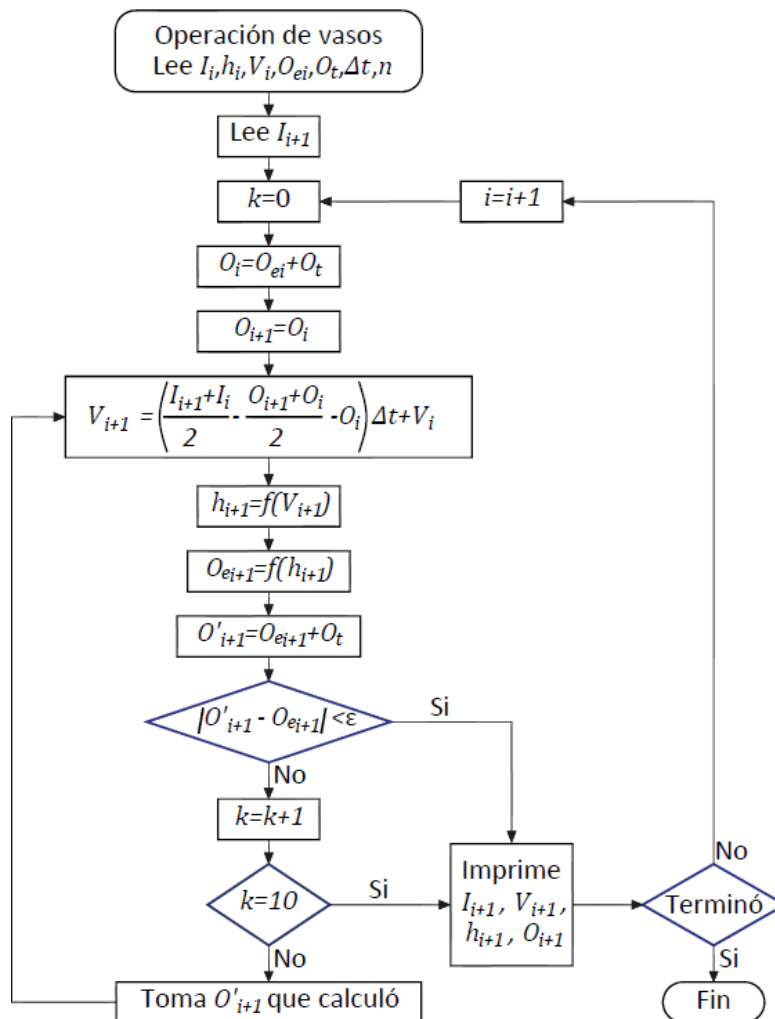 Operación de vasos
Lee I_i,h_i,V_i,O_ei,O_t,Δt,n
Lee I_i+1
k=0
i=i+1
O_i=O_ei+O_t
O_i+1=O_i
V_i+1 = ((I_i+1+I_i)/2 - (O_i+1+O_i)/2 -O_i) Δt+V_i
h_i+1=f(V_i+1)
O_ei+1=f(h_i+1)
O'_i+1=O_ei+1+O_t
|O'_i+1 - O_ei+1| <ε
Si
No
k=k+1
k=10
Si
No
Toma O'_i+1 que calculó
Imprime
I_i+1, V_i+1,
h_i+1, O_i+1
Terminó
No
Si
Fin